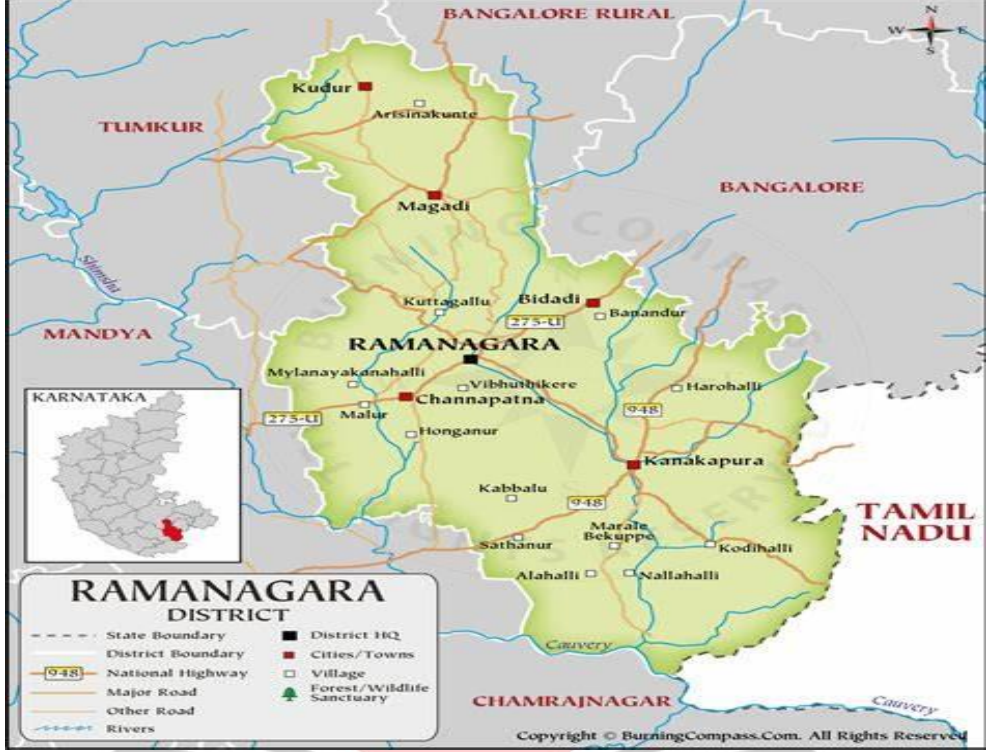 BANGALORE RURAL
N
W E
S
Kudur
Arisinakunte
TUMKUR
BANGALORE
Magadi
Shimsha
Kuttagallu
Bidadi
Banandur
275-U
MANDYA
RAMANAGARA
Mylanayakanahalli
Vibhuthikere
Harohalli
Channapatna
Malur
948
275-U
Honganur
KARNATAKA
Kanakapura
Kabbalu
948
TAMIL
NADU
Marale
Bekuppe
Sathanur
Kodihalli
Alahalli
Nallahalli
RAMANAGARA
DISTRICT
State Boundary
District HQ
District Boundary
Cities/Towns
948
National Highway
Village
Major Road
Forest/Wildlife
Sanctuary
Other Road
Rivers
Cauvery
CHAMRAJNAGAR
Cauvery
Copyright © BurningCompass.Com. All Rights Reserved
BURNING COMPASS